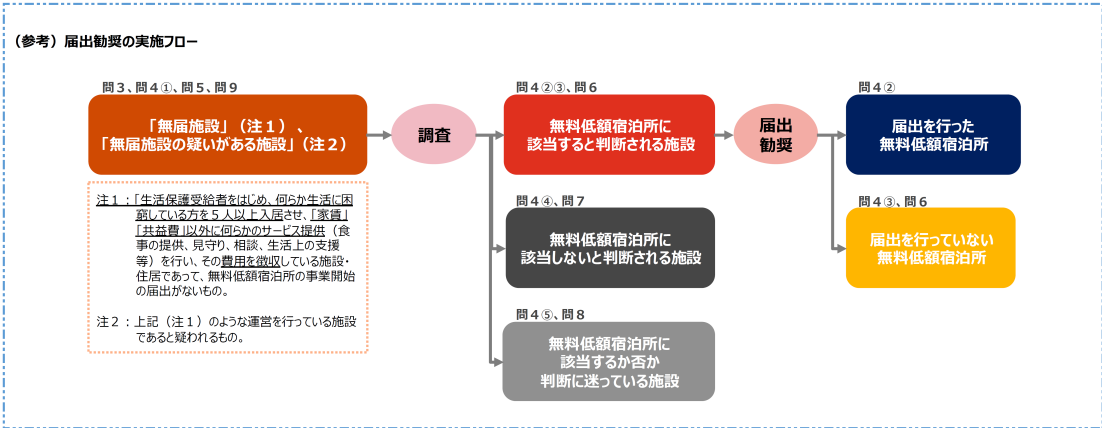 （参考）届出勧奨の実施フロー
問３、問４①、問５、問９
「無届施設」（注１）、
「無届施設の疑いがある施設」（注２）
注１：「生活保護受給者をはじめ、何らか生活に困
窮している方を５人以上入居させ、「家賃」
「共益費」以外に何らかのサービス提供（食
事の提供、見守り、相談、生活上の支援
等）を行い、その費用を徴収している施設・
住居であって、無料低額宿泊所の事業開始
の届出がないもの。
注２：上記（注１）のような運営を行っている施設
であると疑われるもの。
調査
問４②③、問６
無料低額宿泊所に
該当すると判断される施設
問４④、問７
無料低額宿泊所に
該当しないと判断される施設
問４⑤、問８
無料低額宿泊所に
該当するか否か
判断に迷っている施設
届出
勧奨
問４②
届出を行った
無料低額宿泊所
問４③、問６
届出を行っていない
無料低額宿泊所